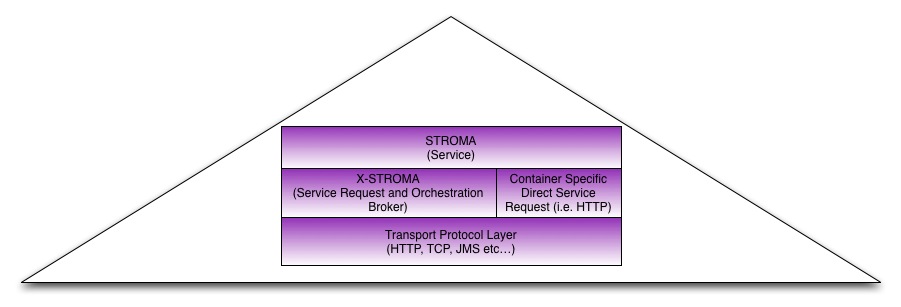 STROMA
(Service)
X-STROMA
(Service Request and Orchestration
Broker)
Container Specific
Direct Service
Request (i.e. HTTP)
Transport Protocol Layer
(HTTP, TCP, JMS etc...)